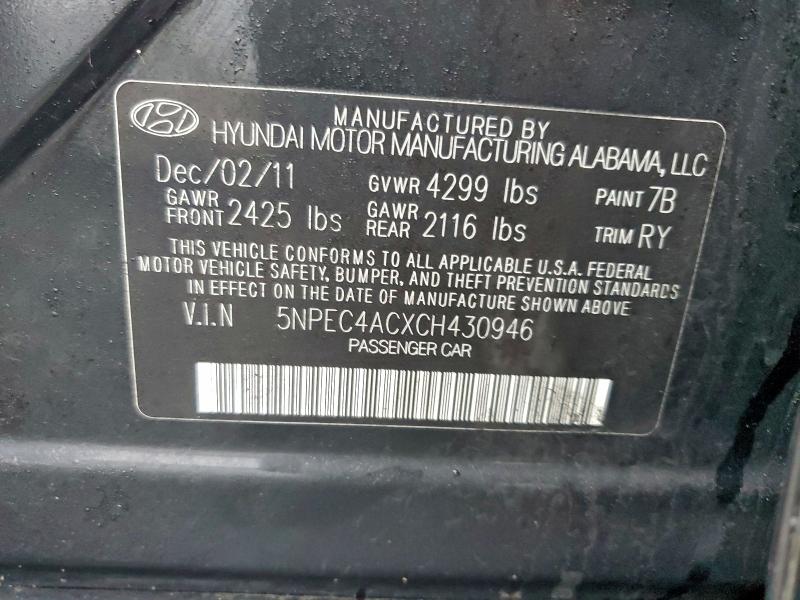 MANUFACTURED BY
HYUNDAI MOTOR MANUFACTURING ALABAMA, LLC
Dec/02/11 GVWR 4299 lbs PAINT 7B
GAWR FRONT 2425 lbs GAWR REAR 2116 lbs TRIM RY
THIS VEHICLE CONFORMS TO ALL APPLICABLE U.S.A. FEDERAL
MOTOR VEHICLE SAFETY, BUMPER, AND THEFT PREVENTION STANDARDS
IN EFFECT ON THE DATE OF MANUFACTURE SHOWN ABOVE.
V.I.N 5NPEC4ACXCH430946
PASSENGER CAR